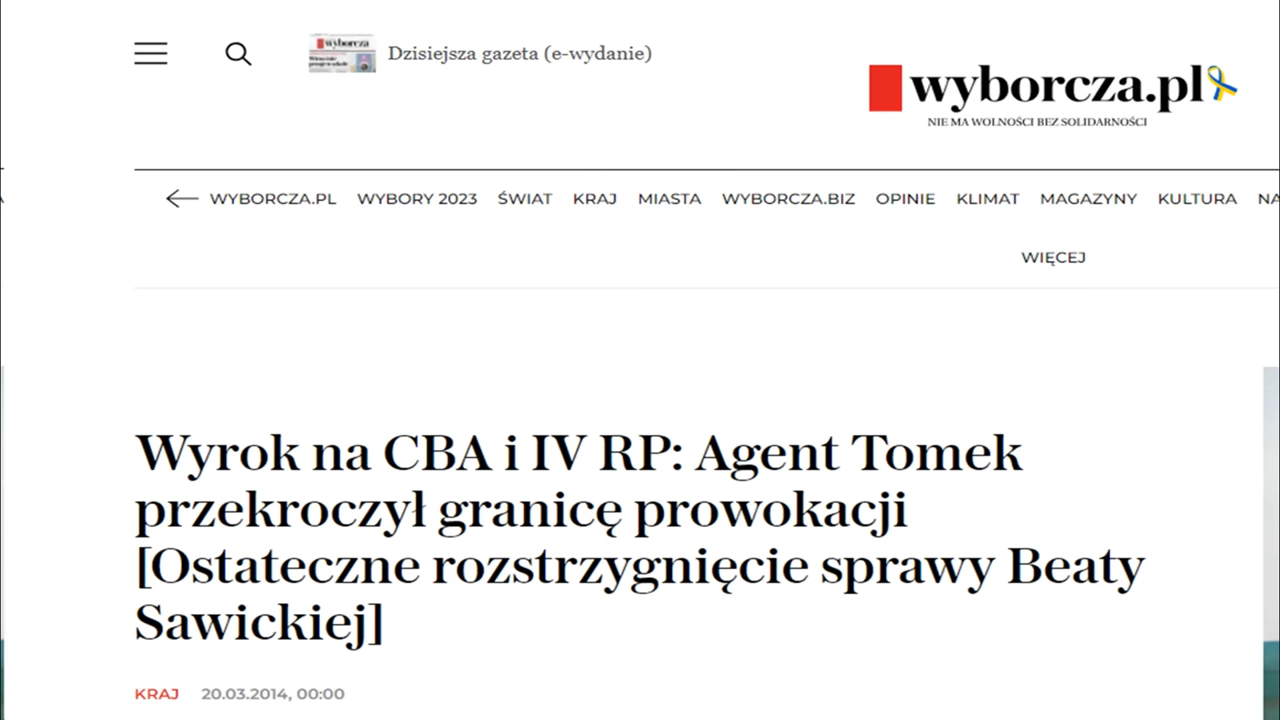 Dzisiejsza gazeta (e-wydanie)
wyborcza.pl
NIE MA WOLNOŚCI BEZ SOLIDARNOŚCI
WYBORCZA.PL WYBORY 2023 ŚWIAT KRAJ MIASTA WYBORCZA.BIZ OPINIE KLIMAT MAGAZYNY KULTURA
WIĘCEJ
Wyrok na CBA i IV RP: Agent Tomek
przekroczył granicę prowokacji
[Ostateczne rozstrzygnięcie sprawy Beaty
Sawickiej]
KRAJ 20.03.2014, 00:00